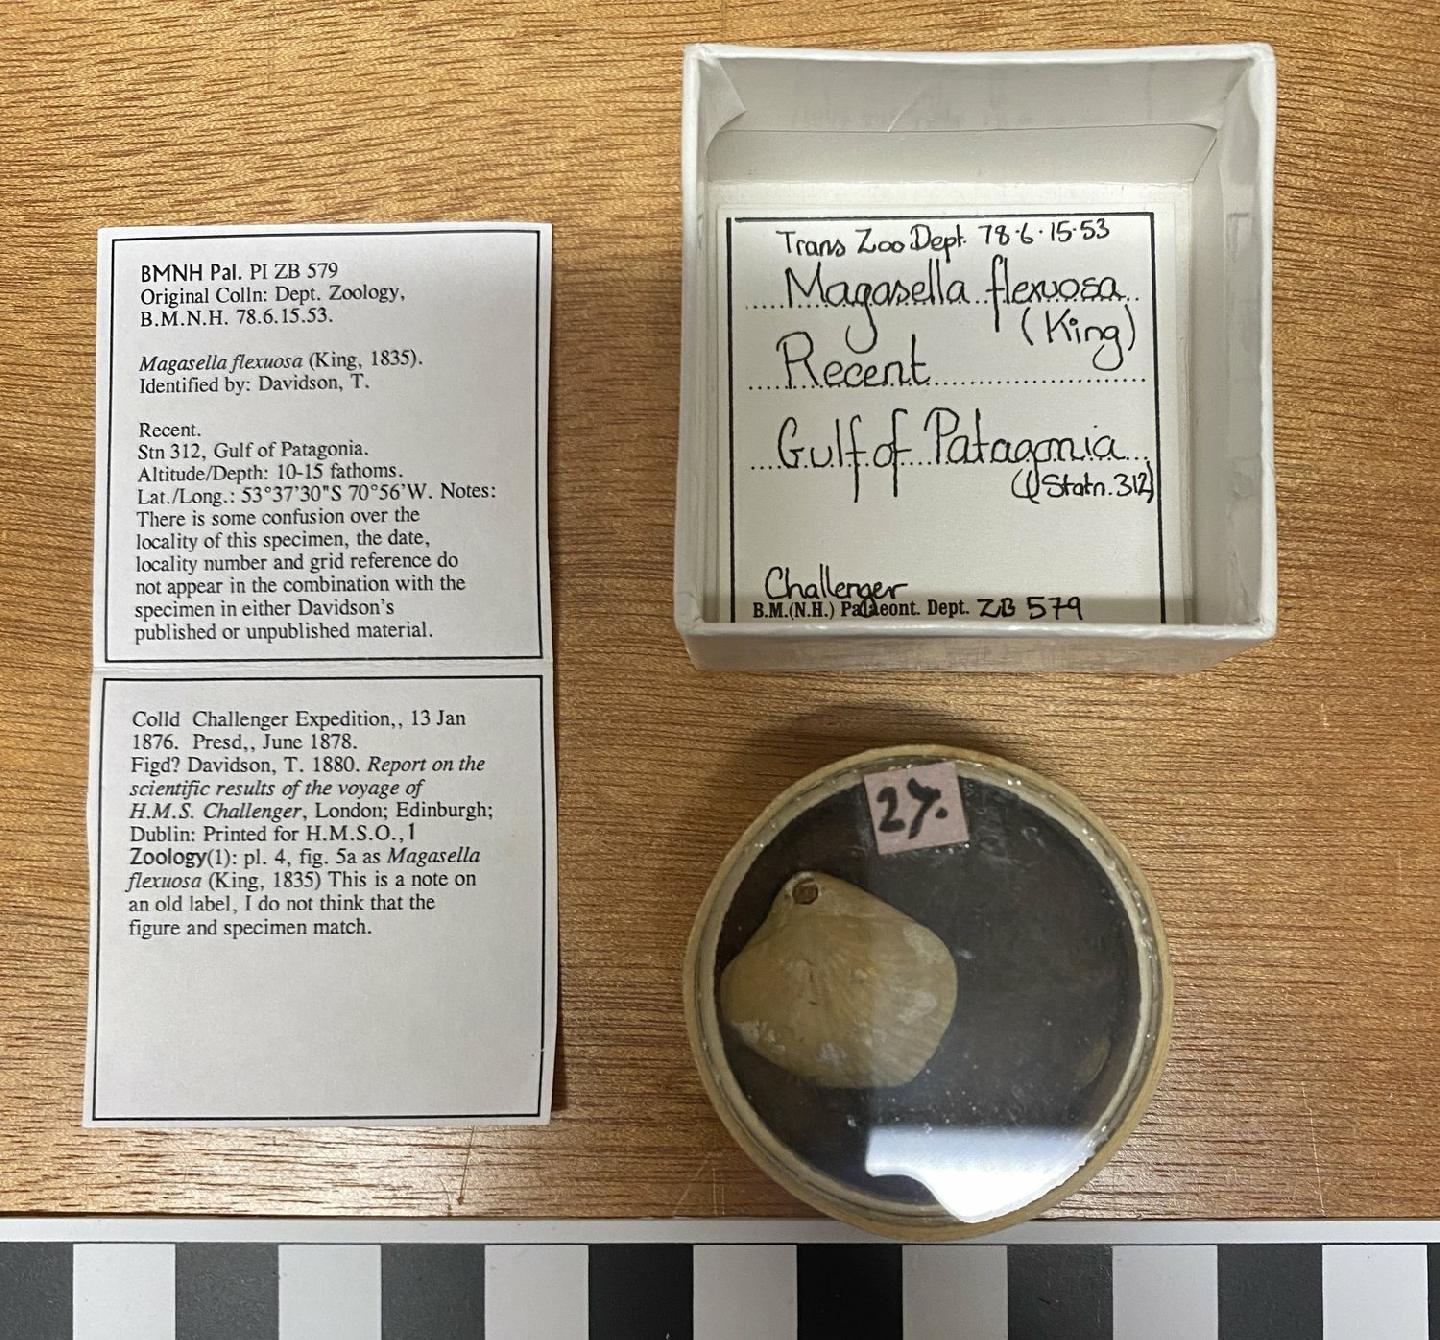 BMNH Pal. PI ZB 579
Original Colln: Dept. Zoology,
B.M.N.H. 78.6.15.53.
Magasella flexuosa (King, 1835).
Identified by: Davidson, T.
Recent.
Stn 312, Gulf of Patagonia.
Altitude/Depth: 10-15 fathoms.
Lat./Long.: 53°37'30"S 70°56'W. Notes:
There is some confusion over the
locality of this specimen, the date,
locality number and grid reference do
not appear in the combination with the
specimen in either Davidson's
published or unpublished material.
Colld Challenger Expedition,, 13 Jan
1876. Presd,, June 1878.
Figd? Davidson, T. 1880. Report on the
scientific results of the voyage of
H.M.S. Challenger, London; Edinburgh;
Dublin: Printed for H.M.S.O.,1
Zoology(1): pl. 4, fig. 5a as Magasella
flexuosa (King, 1835) This is a note on
an old label, I do not think that the
figure and specimen match.
Trans Zoo Dept. 78·6·15·53
Magasella flexuosa
(King)
Recent
Gulf of Patagonia
Statn. 312)
Challenger
B.M.(N.H.) Palaeont. Dept. ZB 579
27.